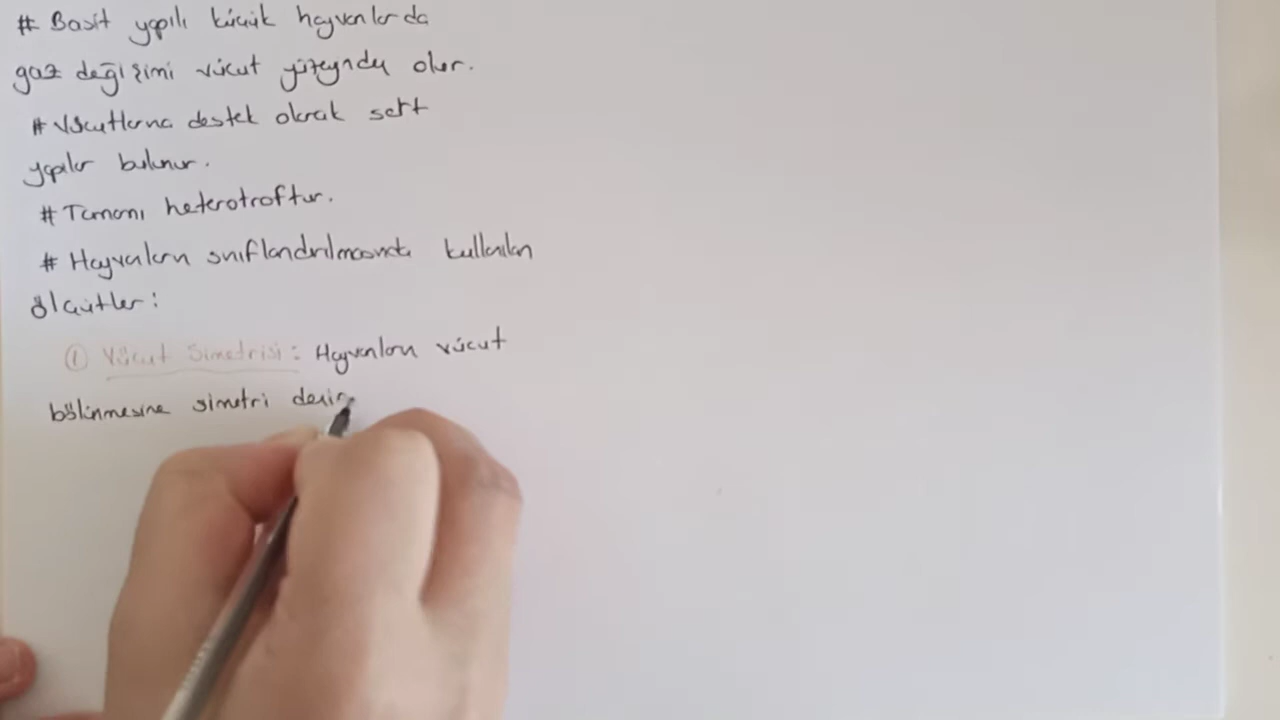 # Basit yapılı küçük hayvanlarda
gaz değişimi vücut yüzeyinde olur.
# Vücutlarına destek olarak sert
yapılar bulunur.
# Tamamı heterotroftur.
# Hayvanların sınıflandırılmasında kullanılan
ölçütler:
① Vücut Simetrisi: Hayvanların vücut
bölünmesine simetri denir